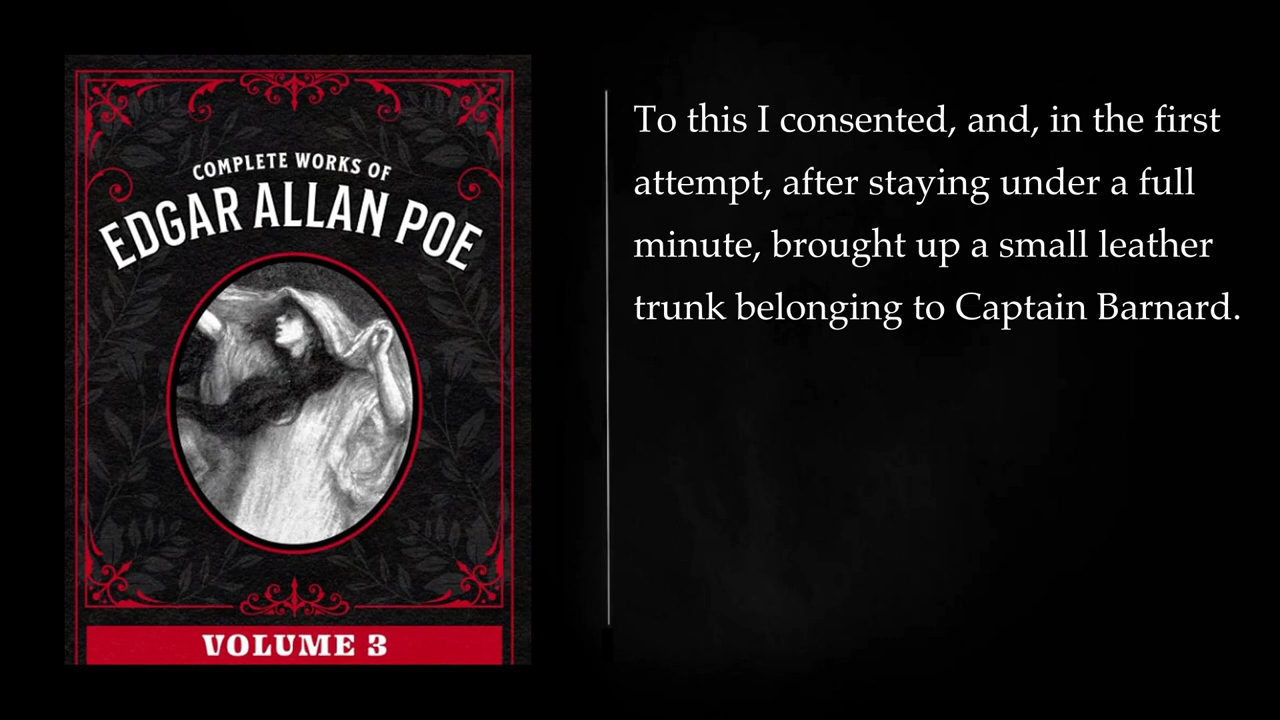 COMPLETE WORKS OF
EDGAR ALLAN POE
VOLUME 3
To this I consented, and, in the first
attempt, after staying under a full
minute, brought up a small leather
trunk belonging to Captain Barnard.